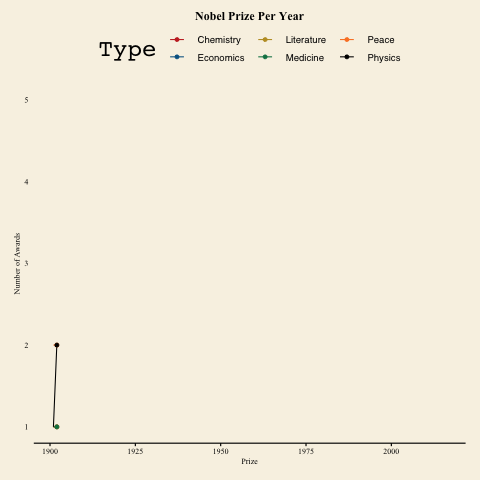 Nobel Prize Per Year
Type
Chemistry Literature Peace
Economics Medicine Physics
Number of Awards
5
4
3
2
1
1900 1925 1950 1975 2000
Prize